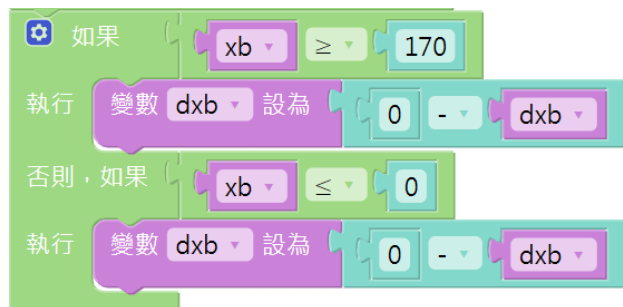 如果 xb ≥ 170
執行 變數 dxb 設為 0 - dxb
否則，如果 xb ≤ 0
執行 變數 dxb 設為 0 - dxb